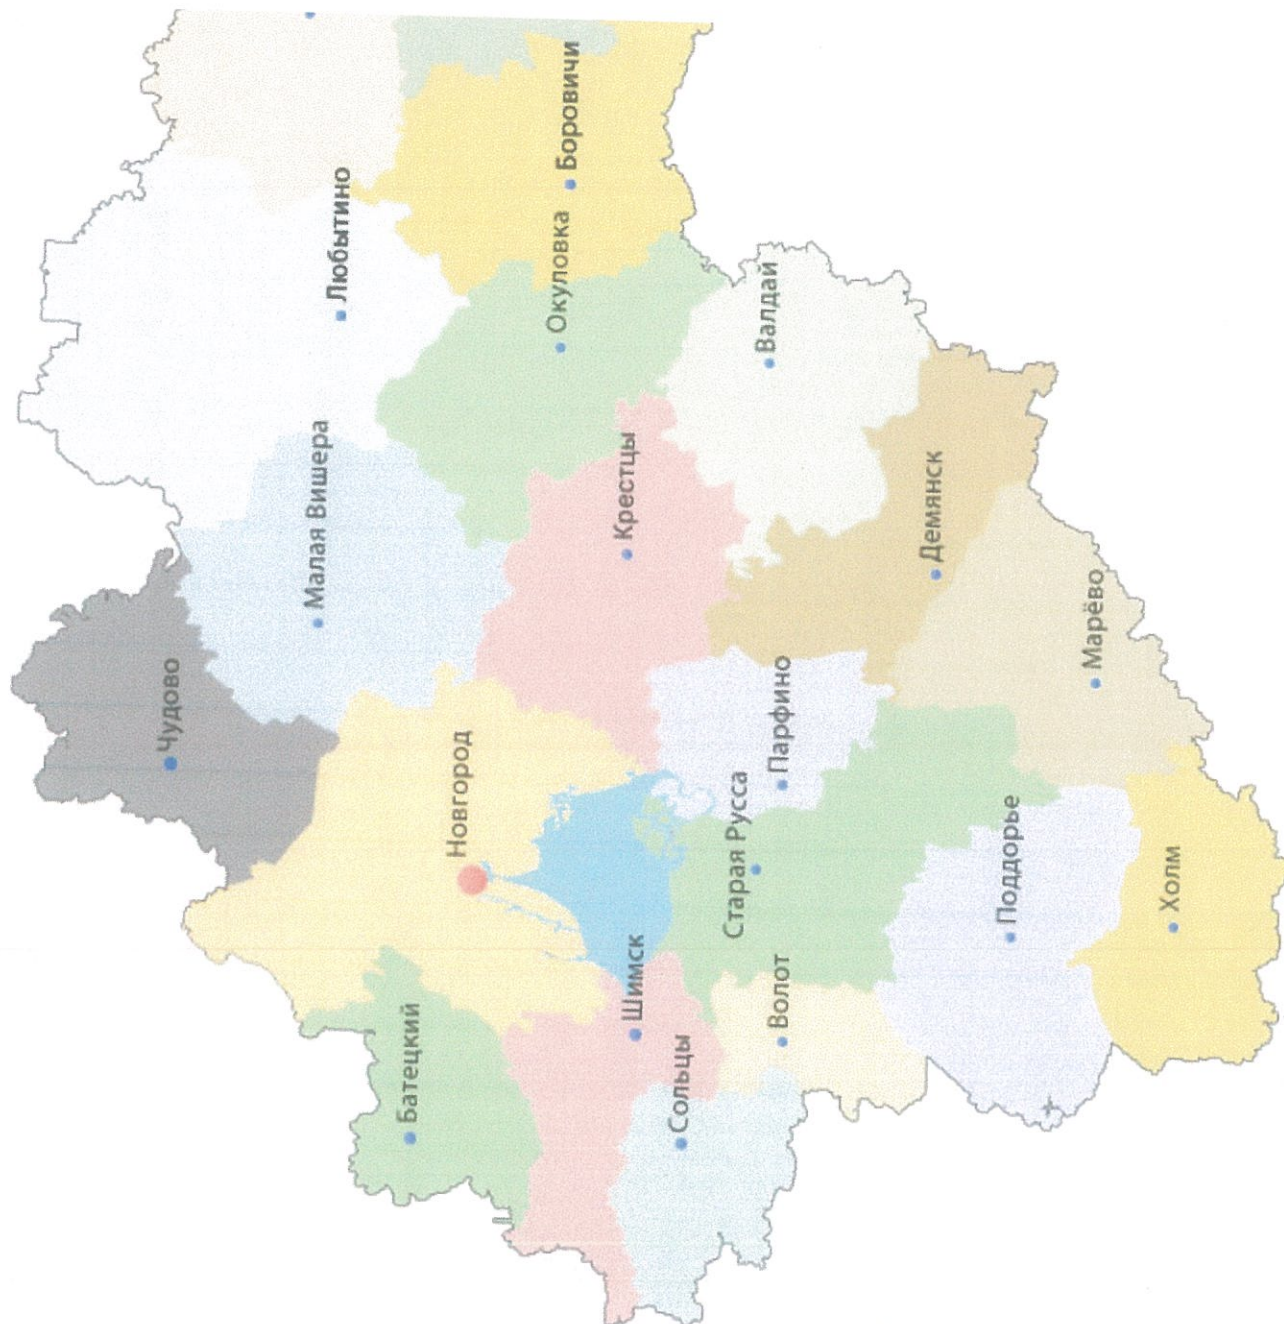 Чудово
Малая Вишера
Любытино
Новгород
Батецкий
Боровичи
Окуловка
Крестцы
Шимск
Сольцы
Валдай
Парфино
Старая Русса
Волот
Демянск
Марёво
Поддорье
Холм